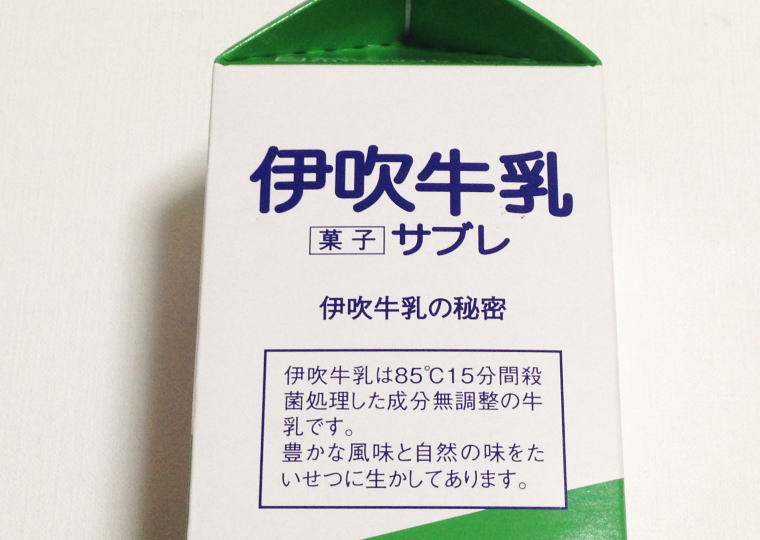 伊吹牛乳
菓子 サブレ
伊吹牛乳の秘密
伊吹牛乳は85℃15分間殺
菌処理した成分無調整の牛
乳です。
豊かな風味と自然の味をた
いせつに生かしてあります。